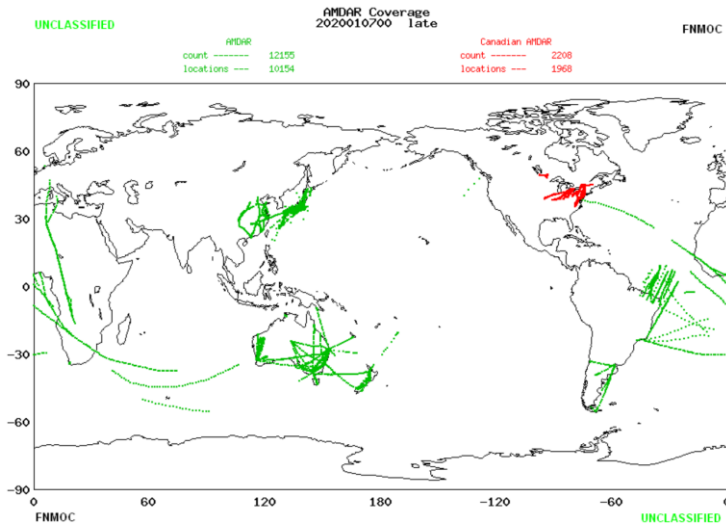 AMDAR Coverage
UNCLASSIFIED 2020010700 late FNMOC
AMDAR Canadian AMDAR
count ------- 12155 count ------- 2208
locations --- 10154 locations --- 1968
90
60
30
0
-30
-60
-90
0 60 120 180 -120 -60 0
FNMOC UNCLASSIFIED